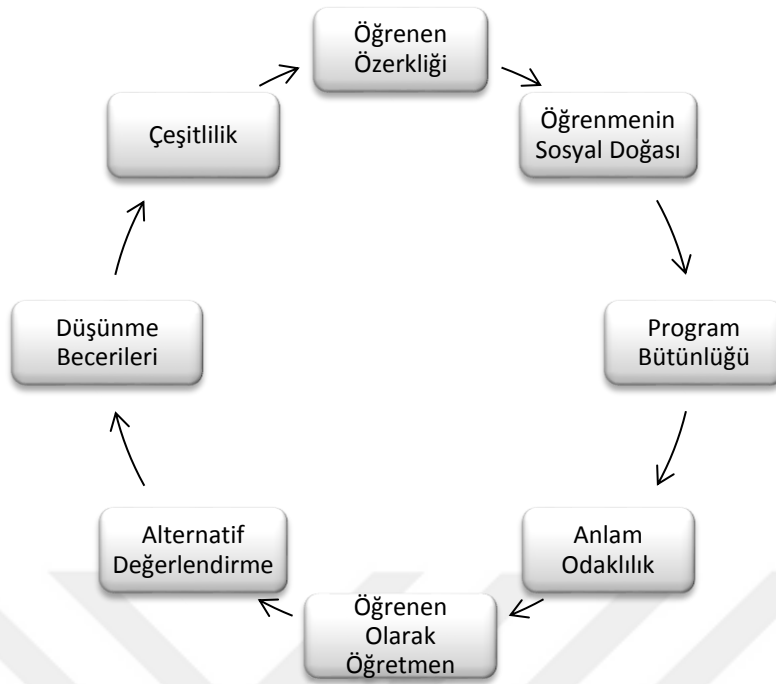 Öğrenen
Özerkliği
Öğrenmenin
Sosyal Doğası
Program
Bütünlüğü
Anlam
Odaklılık
Öğrenen
Olarak
Öğretmen
Alternatif
Değerlendirme
Düşünme
Becerileri
Çeşitlilik